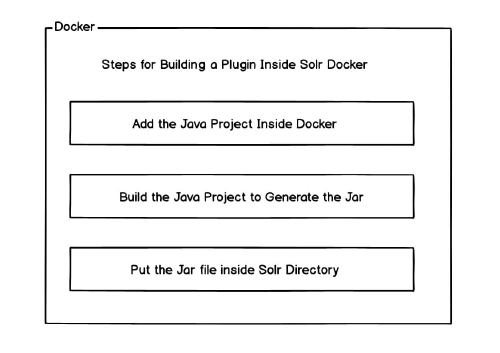 Docker
Steps for Building a Plugin Inside Solr Docker
Add the Java Project Inside Docker
Build the Java Project to Generate the Jar
Put the Jar file inside Solr Directory